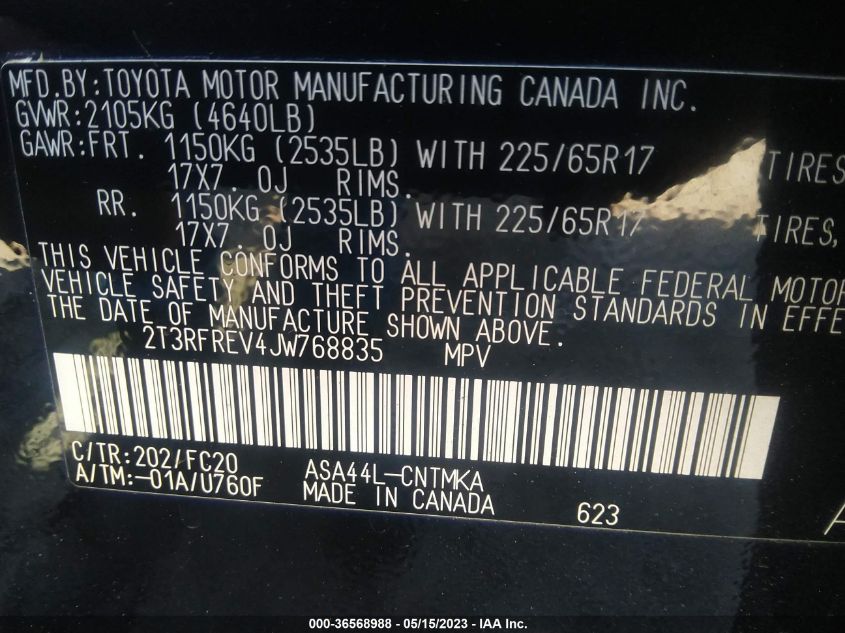 MFD.BY:TOYOTA MOTOR MANUFACTURING CANADA INC.
GVWR:2105KG (4640LB)
GAWR:FRT. 1150KG (2535LB) WITH 225/65R17 TIRES
17X7.0J RIMS.
RR. 1150KG (2535LB) WITH 225/65R17 TIRES,
17X7.0J RIMS.
THIS VEHICLE CONFORMS TO ALL APPLICABLE FEDERAL MOTOR
VEHICLE SAFETY AND THEFT PREVENTION STANDARDS IN EFFE
THE DATE OF MANUFACTURE SHOWN ABOVE.
2T3RFREV4JW768835 MPV
C/TR:202/FC20 ASA44L-CNTMKA
A/TM:-01A/U760F MADE IN CANADA 623
000-36568988 - 05/15/2023 - IAA Inc.